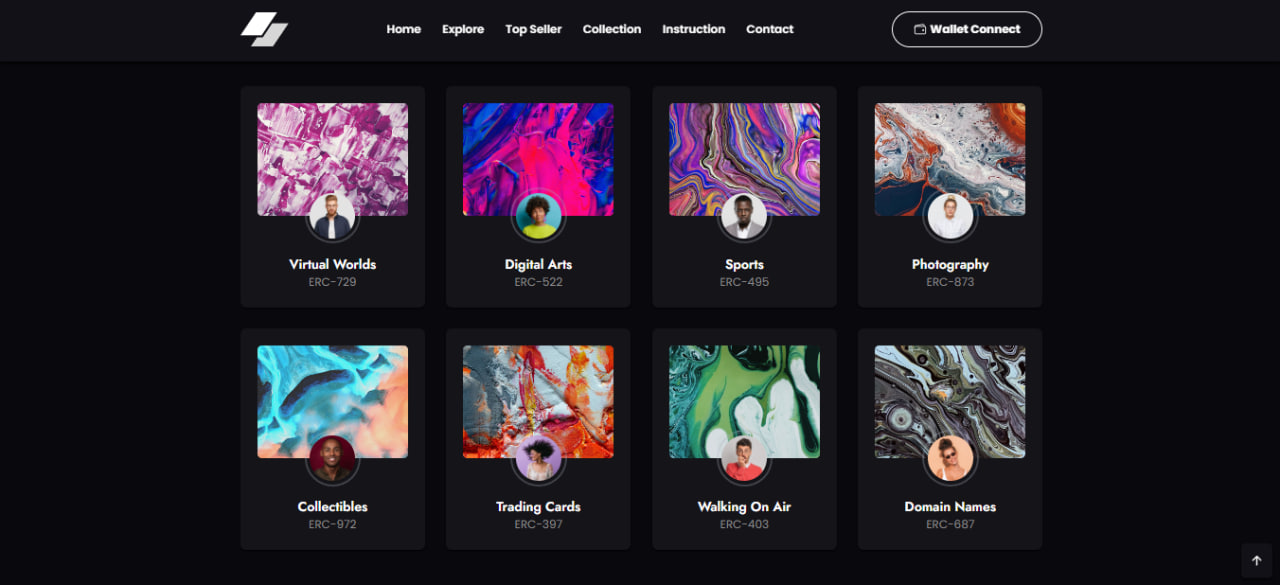 Home Explore Top Seller Collection Instruction Contact Wallet Connect
Virtual Worlds Digital Arts Sports Photography
ERC-729 ERC-522 ERC-495 ERC-873
Collectibles Trading Cards Walking On Air Domain Names
ERC-972 ERC-397 ERC-403 ERC-687